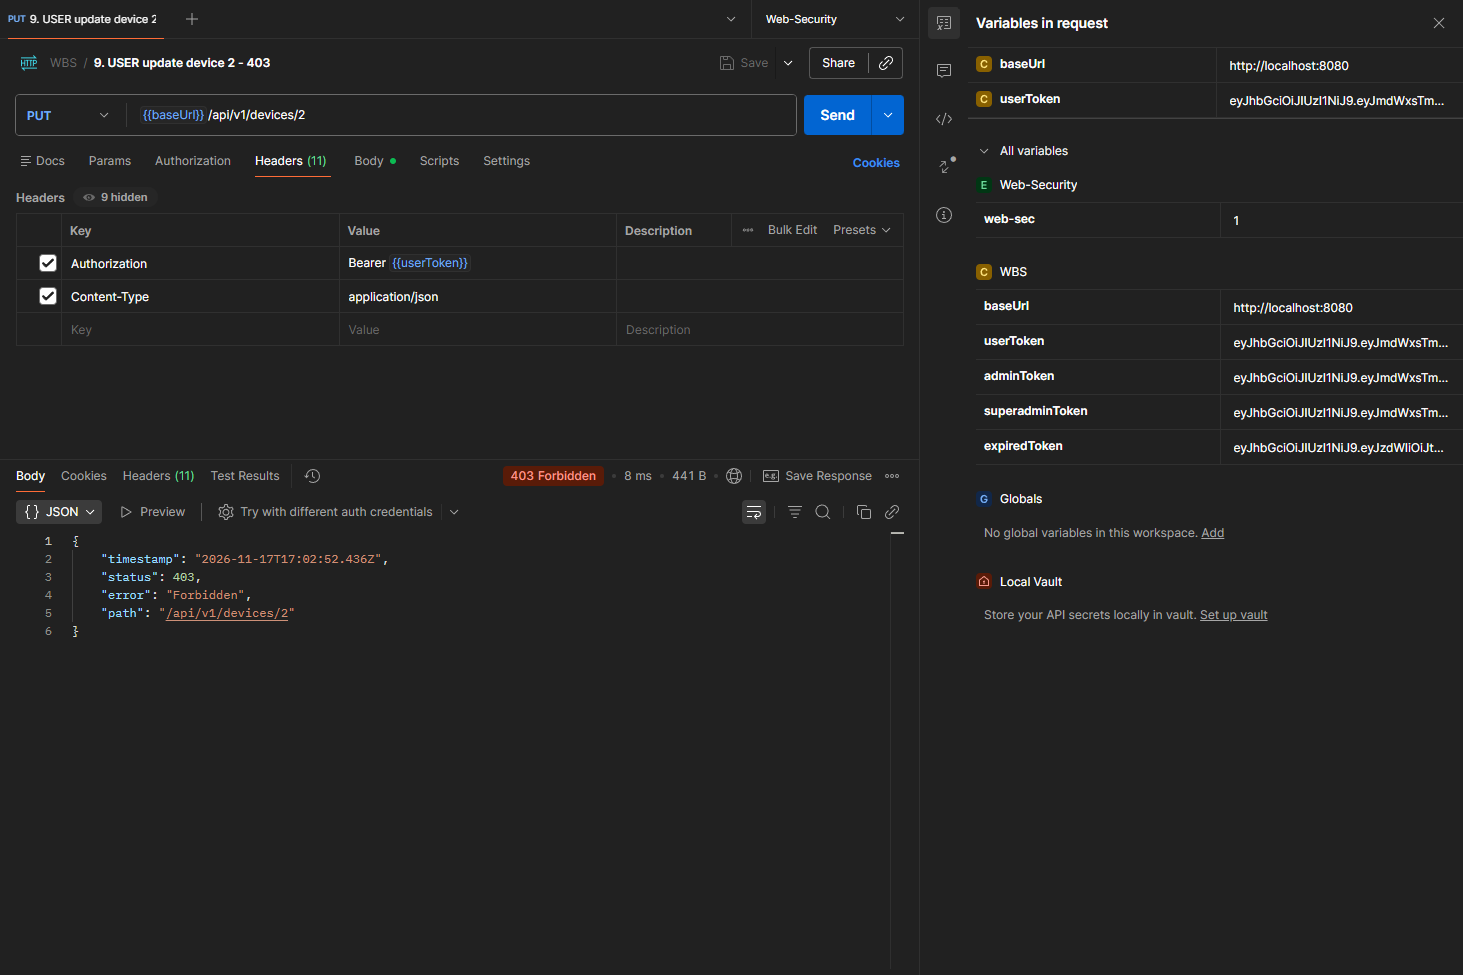 PUT 9. USER update device 2
Web-Security
Variables in request
HTTP WBS / 9. USER update device 2 - 403
Save
Share
C baseUrl http://localhost:8080
C userToken eyJhbGciOiJIUzI1NiJ9.eyJmdWxsTm...
PUT {{baseUrl}} /api/v1/devices/2
Send
Docs Params Authorization Headers (11) Body Scripts Settings Cookies
All variables
E Web-Security
web-sec 1
Headers 9 hidden
Key Value Description Bulk Edit Presets
Authorization Bearer {{userToken}}
Content-Type application/json
Key Value Description
C WBS
baseUrl http://localhost:8080
userToken eyJhbGciOiJIUzI1NiJ9.eyJmdWxsTm...
adminToken eyJhbGciOiJIUzI1NiJ9.eyJmdWxsTm...
superadminToken eyJhbGciOiJIUzI1NiJ9.eyJmdWxsTm...
expiredToken eyJhbGciOiJIUzI1NiJ9.eyJzdWIiOiJt...
G Globals
No global variables in this workspace. Add
Local Vault
Store your API secrets locally in vault. Set up vault
Body Cookies Headers (11) Test Results 403 Forbidden 8 ms 441 B e.g. Save Response
{} JSON Preview Try with different auth credentials
1 {
2 "timestamp": "2026-11-17T17:02:52.436Z",
3 "status": 403,
4 "error": "Forbidden",
5 "path": "/api/v1/devices/2"
6 }